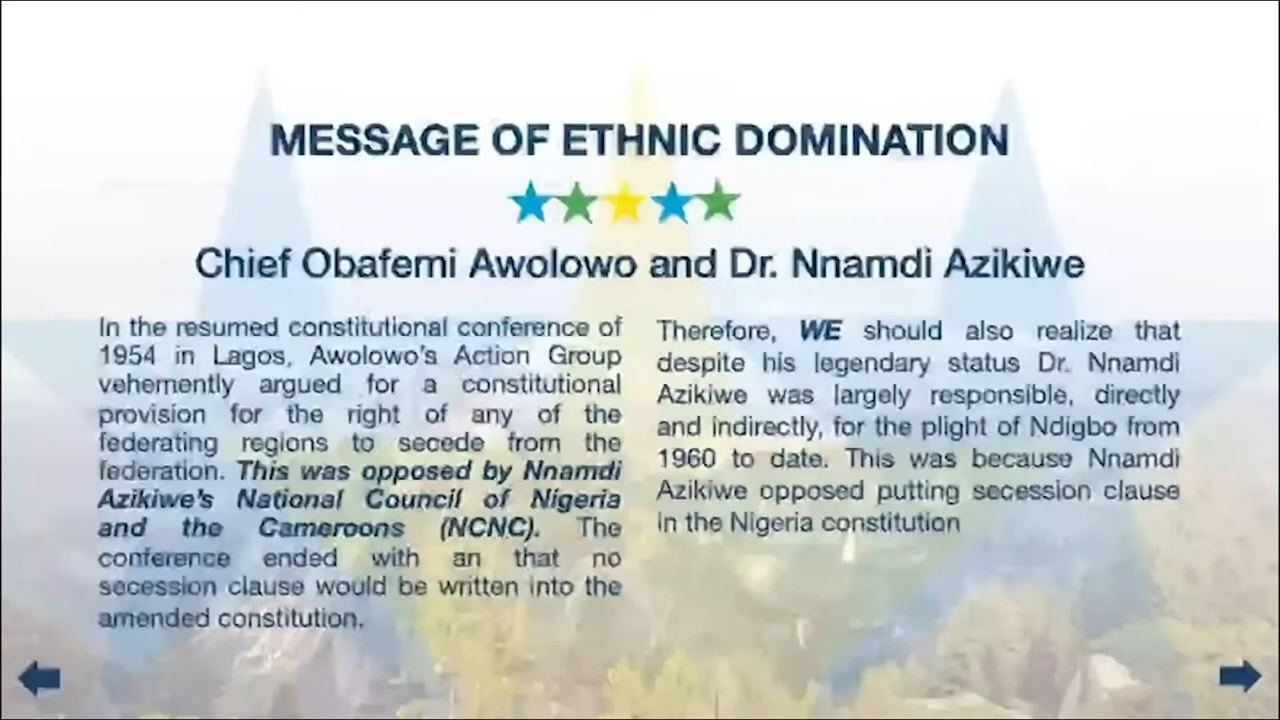 MESSAGE OF ETHNIC DOMINATION
Chief Obafemi Awolowo and Dr. Nnamdi Azikiwe
In the resumed constitutional conference of
1954 in Lagos, Awolowo's Action Group
vehemently argued for a constitutional
provision for the right of any of the
federating regions to secede from the
federation. This was opposed by Nnamdi
Azikiwe's National Council of Nigeria
and the Cameroons (NCNC). The
conference ended with an that no
secession clause would be written into the
amended constitution.
Therefore, WE should also realize that
despite his legendary status Dr. Nnamdi
Azikiwe was largely responsible, directly
and indirectly, for the plight of Ndigbo from
1960 to date. This was because Nnamdi
Azikiwe opposed putting secession clause
in the Nigeria constitution